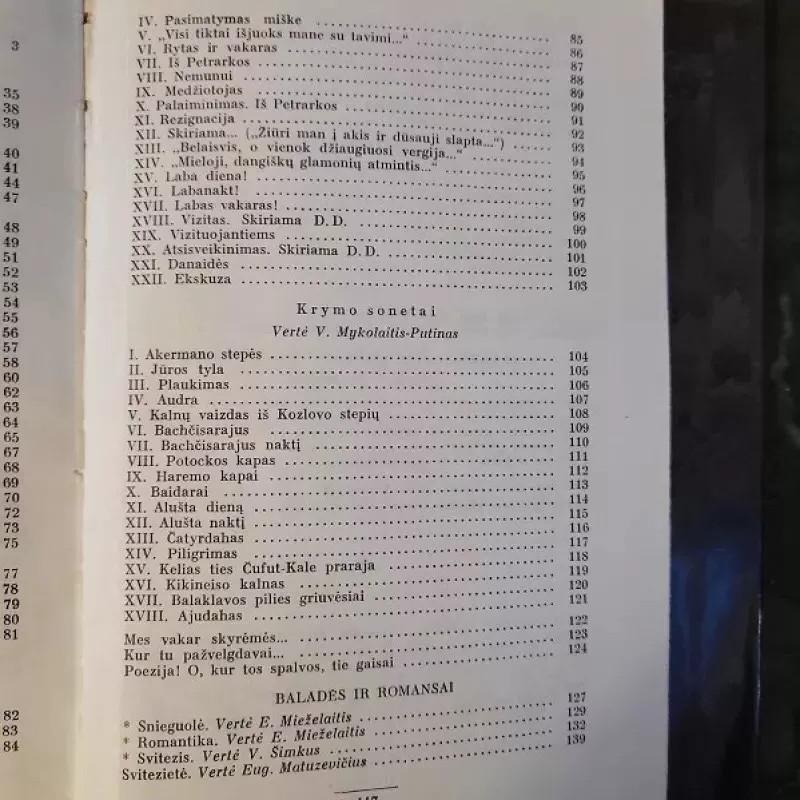 3
35
38
39
40
41
44
47
48
49
51
52
53
54
55
56
57
58
60
62
63
64
65
67
68
69
70
72
73
75
77
78
79
80
81
82
83
84
IV. Pasimatymas miške 85
V. „Visi tiktai išjuoks mane su tavimi...“ 86
VI. Rytas ir vakaras 87
VII. Iš Petrarkos 88
VIII. Nemunui 89
IX. Medžiotojas 90
X. Palaiminimas. Iš Petrarkos 91
XI. Rezignacija 92
XII. Skiriama... („Žiūri man į akis ir dūsauji slapta...“) 93
XIII. „Belaisvis, o vienok džiaugiuosi vergija...“ 94
XIV. „Mieloji, dangiškų glamonių atmintis...“ 95
XV. Laba diena! 96
XVI. Labanakt! 97
XVII. Labas vakaras! 98
XVIII. Vizitas. Skiriama D. D. 99
XIX. Vizituojantiems 100
XX. Atsisveikinimas. Skiriama D. D. 101
XXI. Danaidės 102
XXII. Ekskuza 103
Krymo sonetai
Vertė V. Mykolaitis-Putinas
I. Akermano stepės 104
II. Jūros tyla 105
III. Plaukimas 106
IV. Audra 107
V. Kalnų vaizdas iš Kozlovo stepių 108
VI. Bachčisarajus 109
VII. Bachčisarajus naktį 110
VIII. Potockos kapas 111
IX. Haremo kapai 112
X. Baidarai 113
XI. Alušta dieną 114
XII. Alušta naktį 115
XIII. Čatyrdahas 116
XIV. Piligrimas 117
XV. Kelias ties Čufut-Kale praraja 118
XVI. Kikineiso kalnas 119
XVII. Balaklavos pilies griuvėsiai 120
XVIII. Ajudahas 121
Mes vakar skyrėmės... 122
Kur tu pažvelgdavai... 123
Poezija! O, kur tos spalvos, tie gaisai 124
BALADĖS IR ROMANSAI
* Snieguolė. Vertė E. Mieželaitis 127
* Romantika. Vertė E. Mieželaitis 129
* Svitezis. Vertė V. Šimkus 132
Svitezietė. Vertė Eug. Matuzevičius 139